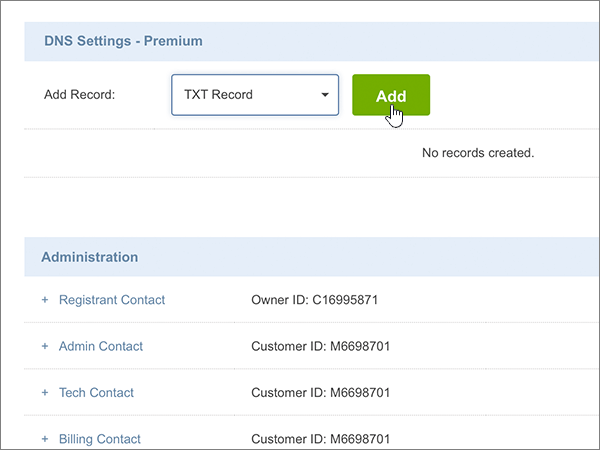 DNS Settings - Premium
Add Record: TXT Record Add
No records created.
Administration
+ Registrant Contact Owner ID: C16995871
+ Admin Contact Customer ID: M6698701
+ Tech Contact Customer ID: M6698701
+ Billing Contact Customer ID: M6698701